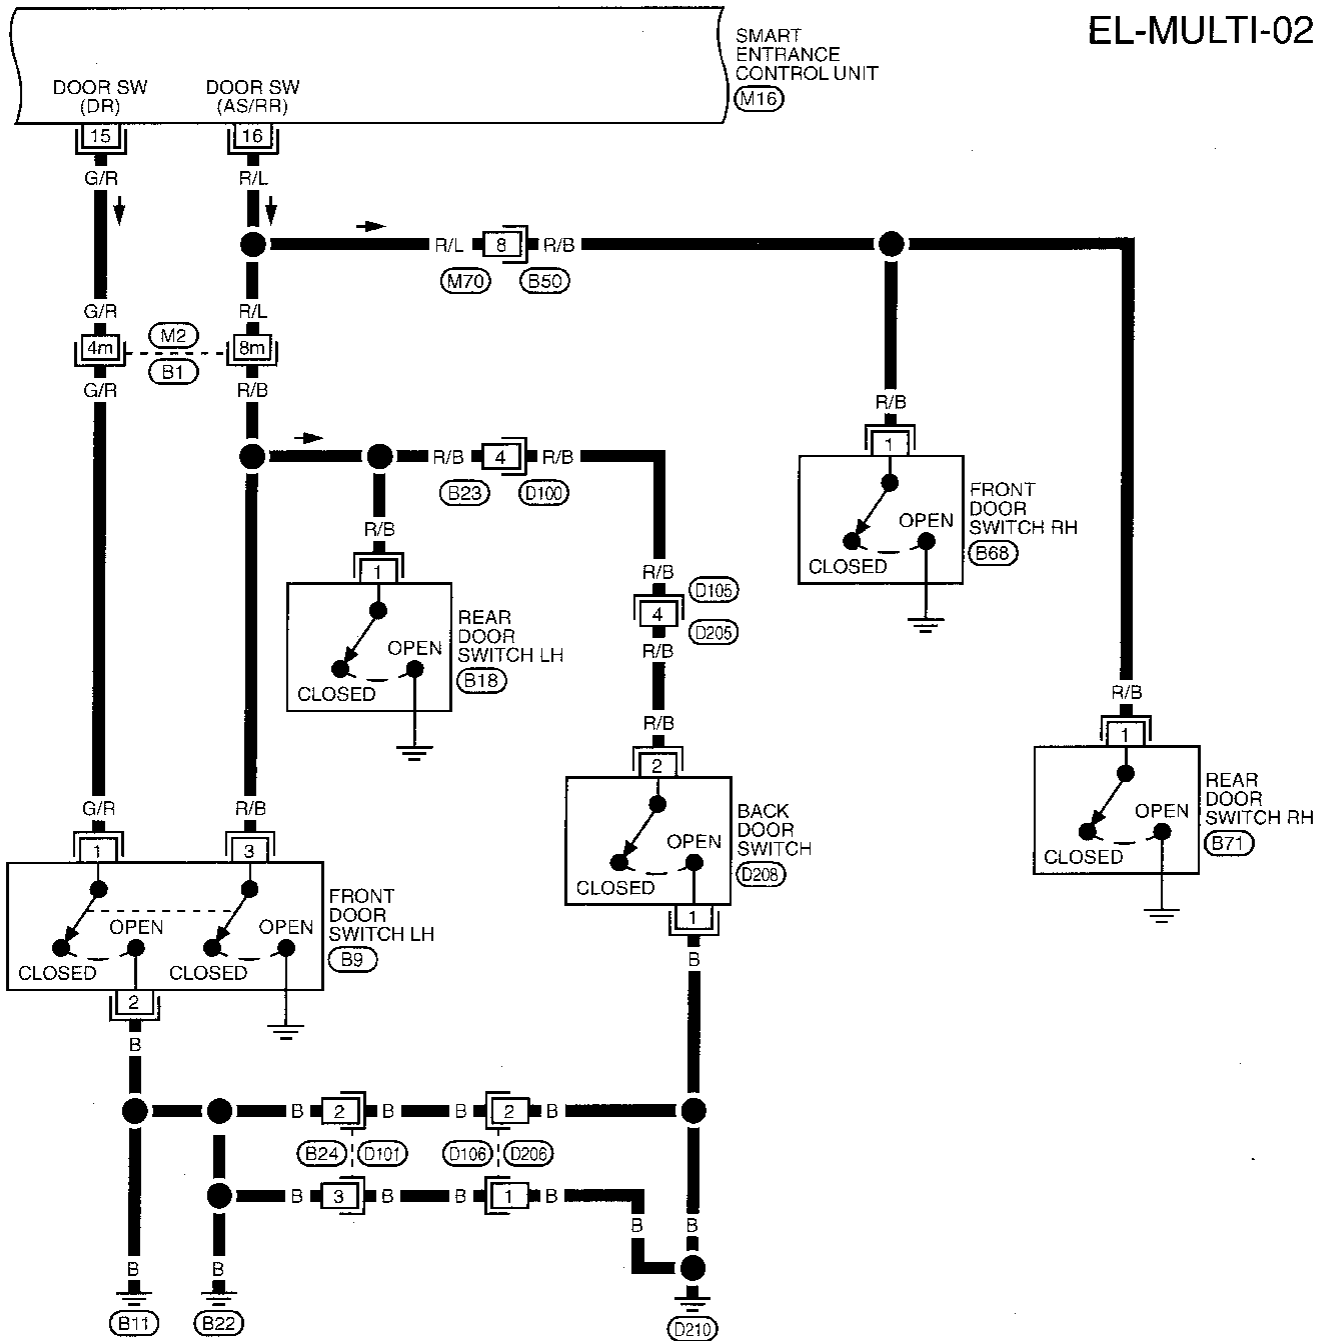 EL-MULTI-02
SMART
ENTRANCE
CONTROL UNIT
M16
DOOR SW
(DR)
DOOR SW
(AS/RR)
15
16
G/R
R/L
R/L
8
R/B
M70
B50
G/R
R/L
4m
M2
8m
B1
G/R
R/B
R/B
1
FRONT
DOOR
SWITCH RH
B68
OPEN
CLOSED
R/B
4
R/B
B23
D100
R/B
1
REAR
DOOR
SWITCH LH
B18
OPEN
CLOSED
R/B
D105
4
D205
R/B
R/B
2
BACK
DOOR
SWITCH
D208
OPEN
CLOSED
1
B
R/B
1
REAR
DOOR
SWITCH RH
B71
OPEN
CLOSED
G/R
R/B
1
3
FRONT
DOOR
SWITCH LH
B9
OPEN
OPEN
CLOSED
CLOSED
2
B
B
2
B
B
2
B
B24
D101
D106
D206
B
3
B
B
1
B
B
B
B
B
B11
B22
D210